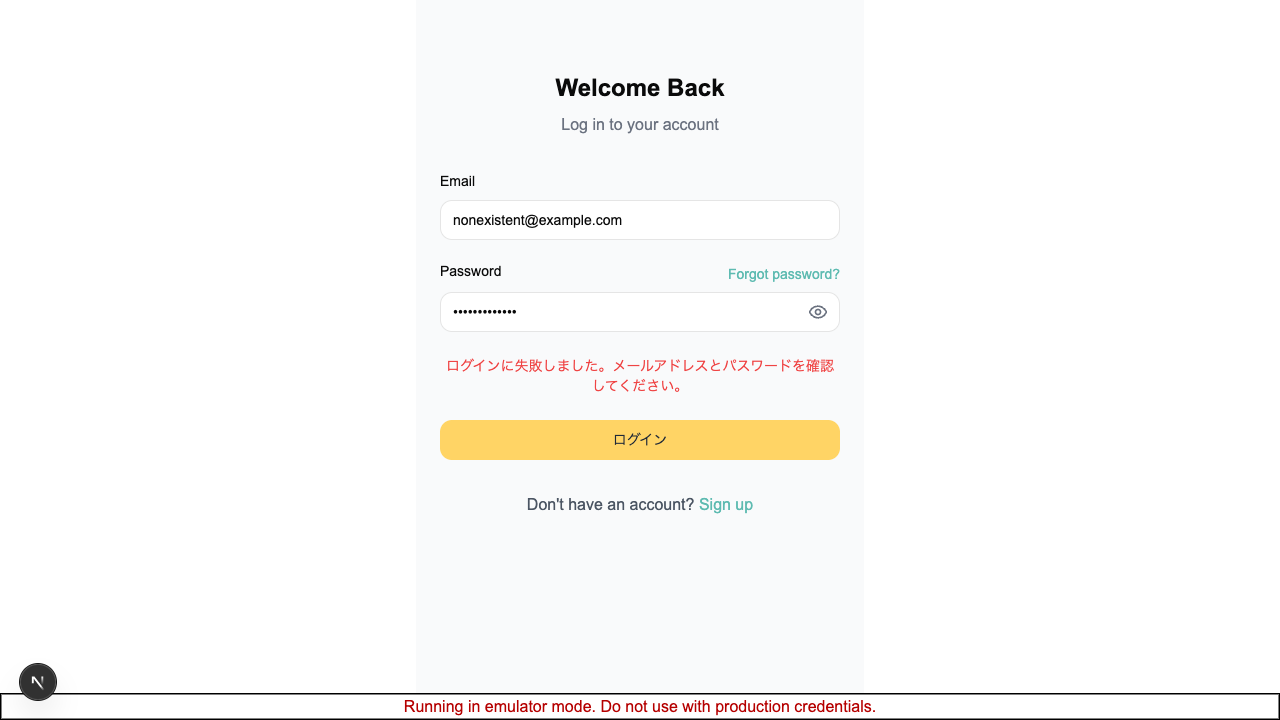 Welcome Back
Log in to your account
Email
nonexistent@example.com
Password
Forgot password?
•••••••••••••
ログインに失敗しました。メールアドレスとパスワードを確認
してください。
ログイン
Don't have an account? Sign up
N
Running in emulator mode. Do not use with production credentials.